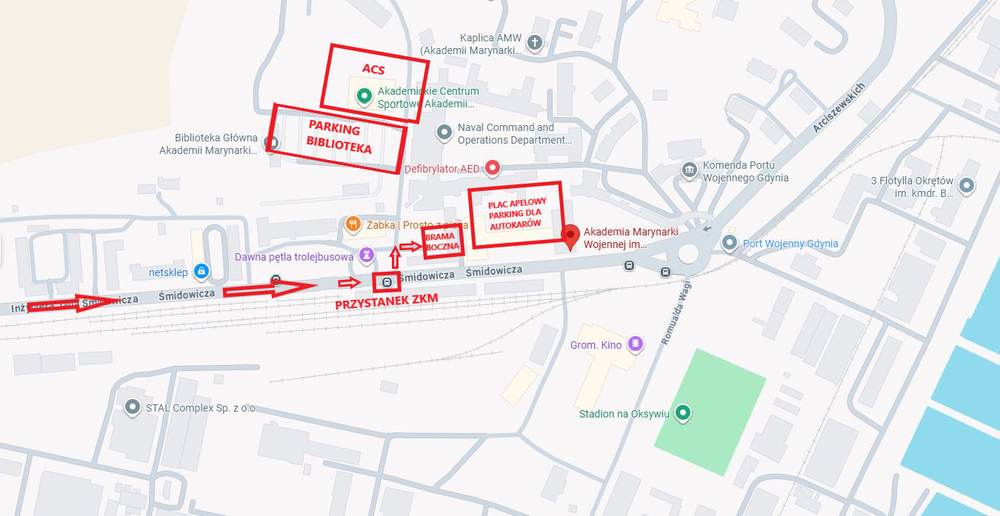 Kaplica AMW
(Akademii Marynarki...
ACS
Akademickie Centrum
Sportowe Akademii...
Arciszewskich
PARKING
BIBLIOTEKA
Biblioteka Główna
Akademii Marynarki...
Naval Command and
Operations Department...
Defibrylator AED
Komenda Portu
Wojennego Gdynia
3 Flotylla Okrętów
im. kmdr. B...
PLAC APELOWY
PARKING DLA
AUTOKARÓW
Żabka | Prosto z pieca
BRAMA
BOCZNA
Akademia Marynarki
Wojennej im...
Port Wojenny Gdynia
Dawna pętla trolejbusowa
netsklep
Śmidowicza
Śmidowicza
Śmidowicza
Inżyniera Jana Śmidowicza
PRZYSTANEK ZKM
Romualda Wagi
Grom. Kino
STAL Complex Sp. z o.o
Stadion na Oksywiu